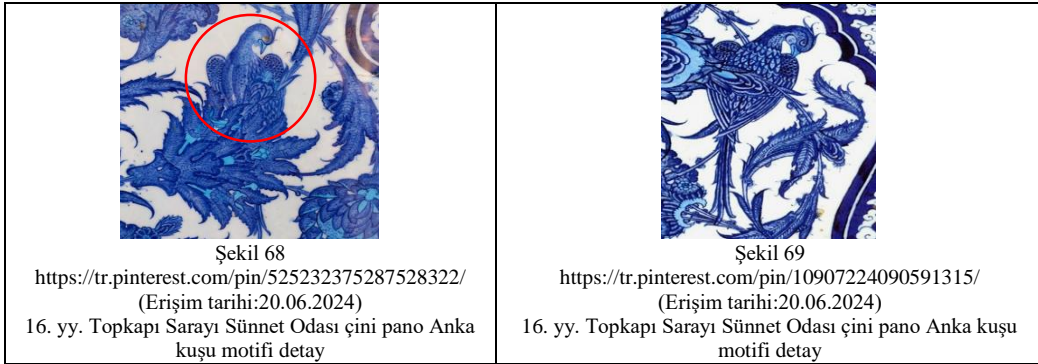 Şekil 68
https://tr.pinterest.com/pin/525232375287528322/
(Erişim tarihi:20.06.2024)
16. yy. Topkapı Sarayı Sünnet Odası çini pano Anka
kuşu motifi detay
Şekil 69
https://tr.pinterest.com/pin/10907224090591315/
(Erişim tarihi:20.06.2024)
16. yy. Topkapı Sarayı Sünnet Odası çini pano Anka kuşu
motifi detay